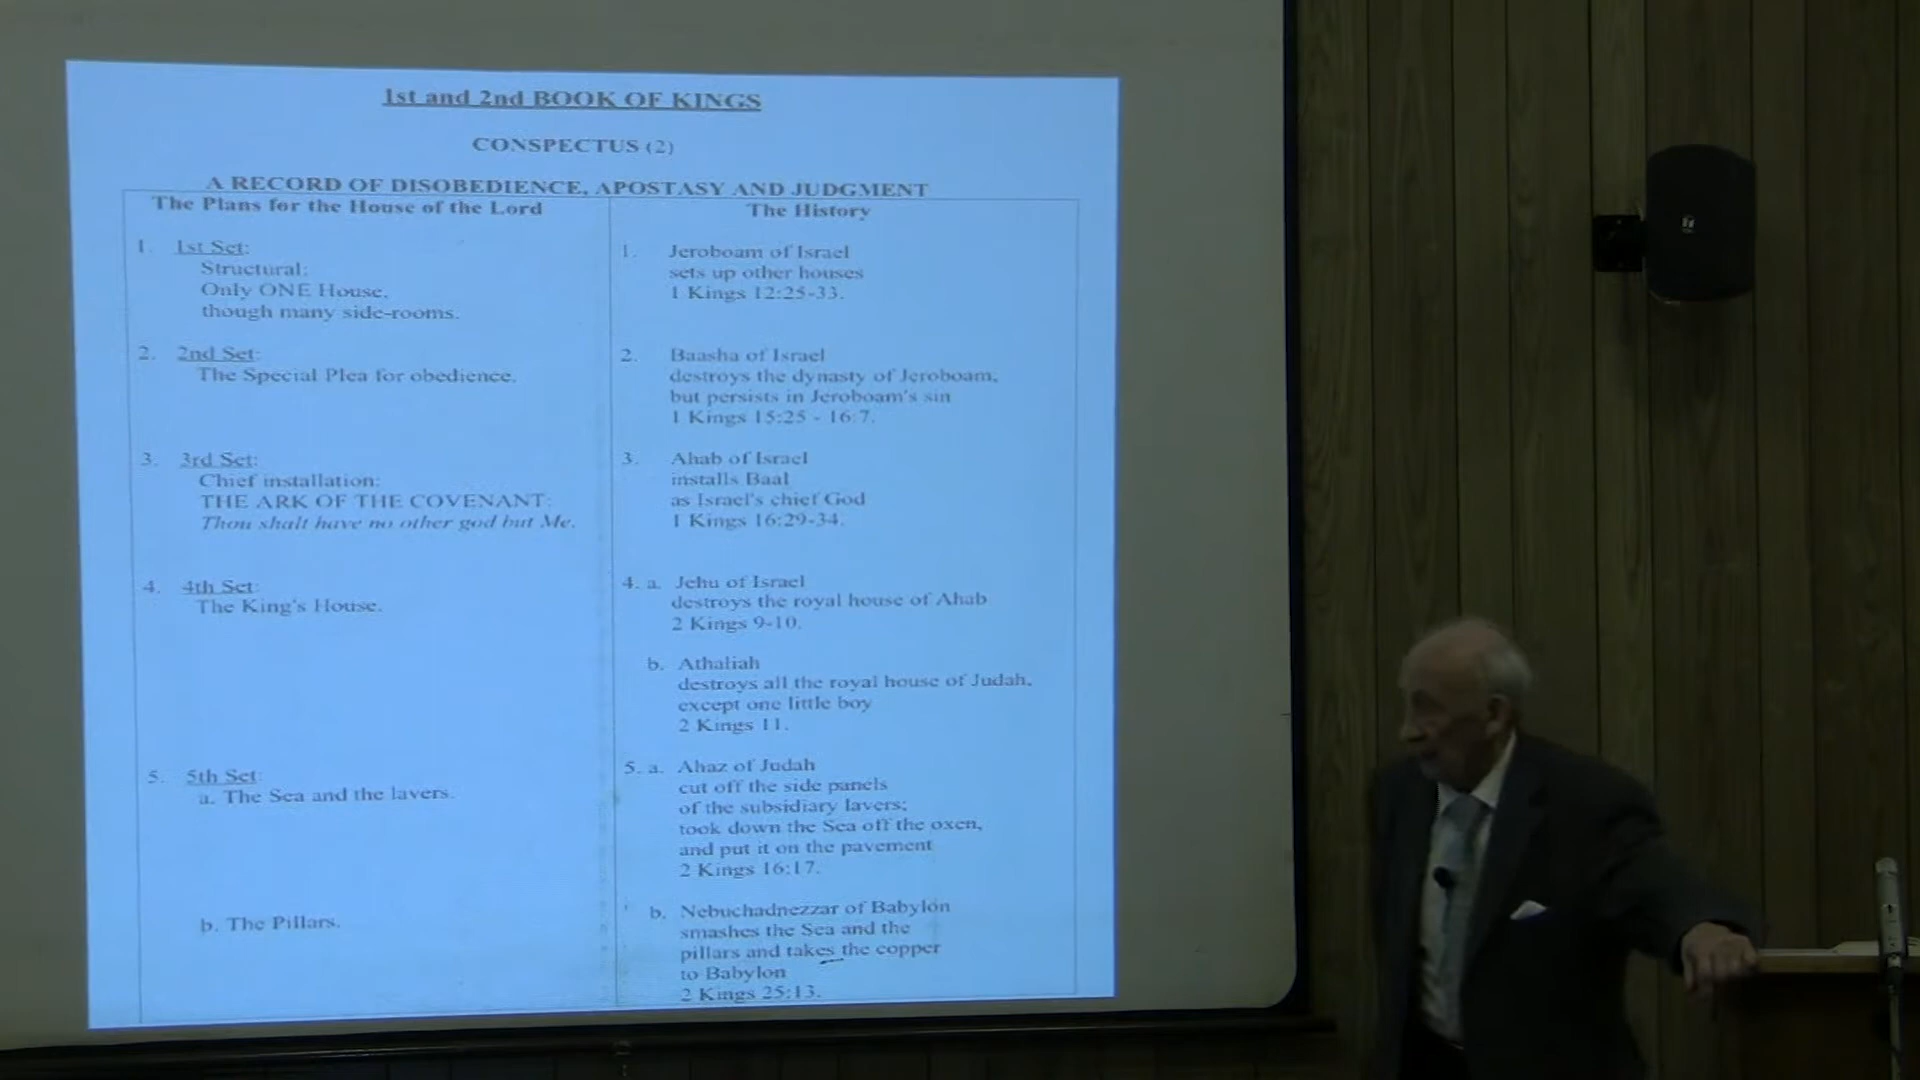 1st and 2nd BOOK OF KINGS
CONSPECTUS (2)
A RECORD OF DISOBEDIENCE, APOSTASY AND JUDGMENT
The Plans for the House of the Lord
1. 1st Set:
Structural:
Only ONE House,
though many side-rooms.
2. 2nd Set:
The Special Plea for obedience.
3. 3rd Set:
Chief installation:
THE ARK OF THE COVENANT:
Thou shalt have no other god but Me.
4. 4th Set:
The King's House.
5. 5th Set:
a. The Sea and the lavers.
b. The Pillars.
The History
1. Jeroboam of Israel
sets up other houses
1 Kings 12:25-33.
2. Baasha of Israel
destroys the dynasty of Jeroboam,
but persists in Jeroboam's sin
1 Kings 15:25 - 16:7.
3. Ahab of Israel
installs Baal
as Israel's chief God
1 Kings 16:29-34.
4. a. Jehu of Israel
destroys the royal house of Ahab
2 Kings 9-10.
b. Athaliah
destroys all the royal house of Judah,
except one little boy
2 Kings 11.
5. a. Ahaz of Judah
cut off the side panels
of the subsidiary lavers;
took down the Sea off the oxen,
and put it on the pavement
2 Kings 16:17.
b. Nebuchadnezzar of Babylon
smashes the Sea and the
pillars and takes the copper
to Babylon
2 Kings 25:13.